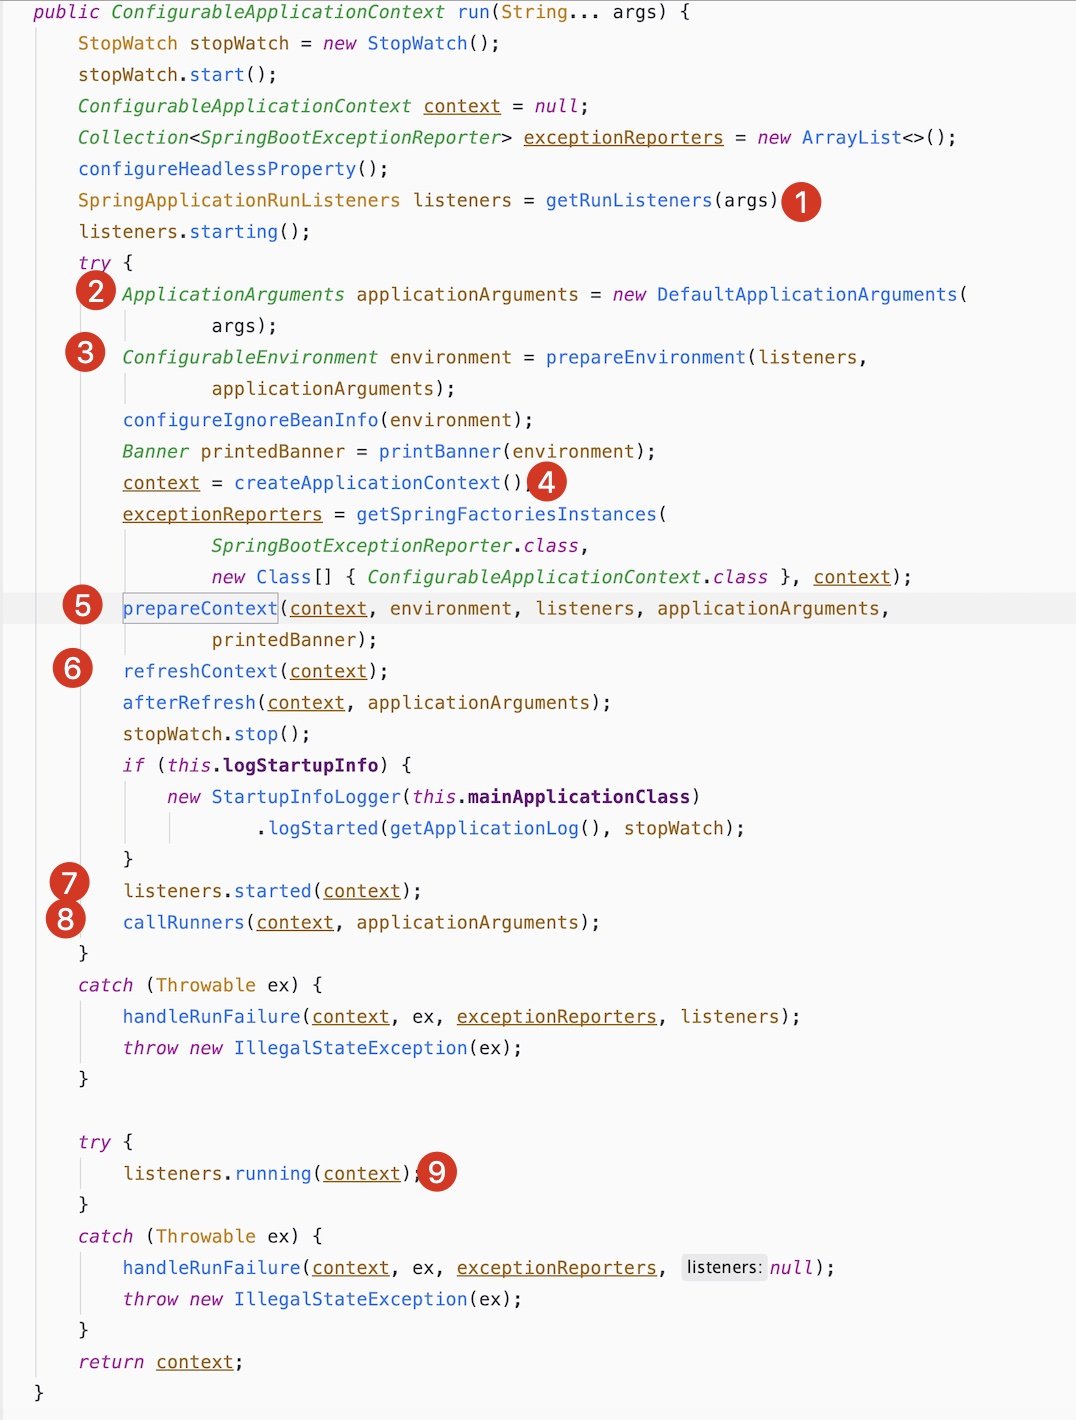 public ConfigurableApplicationContext run(String... args) {
StopWatch stopWatch = new StopWatch();
stopWatch.start();
ConfigurableApplicationContext context = null;
Collection<SpringBootExceptionReporter> exceptionReporters = new ArrayList<>();
configureHeadlessProperty();
SpringApplicationRunListeners listeners = getRunListeners(args) 1
listeners.starting();
try {
2 ApplicationArguments applicationArguments = new DefaultApplicationArguments(
args);
3 ConfigurableEnvironment environment = prepareEnvironment(listeners,
applicationArguments);
configureIgnoreBeanInfo(environment);
Banner printedBanner = printBanner(environment);
context = createApplicationContext(); 4
exceptionReporters = getSpringFactoriesInstances(
SpringBootExceptionReporter.class,
new Class[] { ConfigurableApplicationContext.class }, context);
5 prepareContext(context, environment, listeners, applicationArguments,
printedBanner);
6 refreshContext(context);
afterRefresh(context, applicationArguments);
stopWatch.stop();
if (this.logStartupInfo) {
new StartupInfoLogger(this.mainApplicationClass)
.logStarted(getApplicationLog(), stopWatch);
}
7 listeners.started(context);
8 callRunners(context, applicationArguments);
}
catch (Throwable ex) {
handleRunFailure(context, ex, exceptionReporters, listeners);
throw new IllegalStateException(ex);
}
try {
listeners.running(context); 9
}
catch (Throwable ex) {
handleRunFailure(context, ex, exceptionReporters, listeners: null);
throw new IllegalStateException(ex);
}
return context;
}